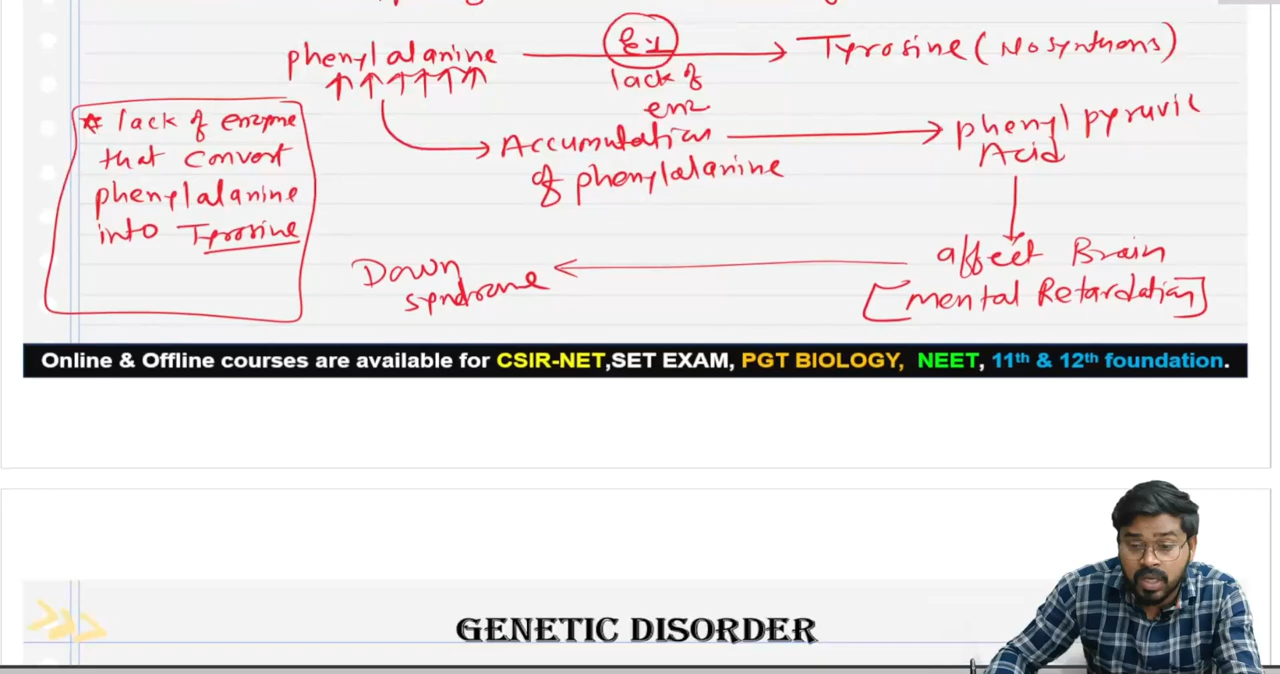 phenylalanine E1 Tyrosine (No synthens)
↑↑↑↑↑↑ lack of
enz
* lack of enzyme
that convert
phenylalanine
into Tyrosine
Accumulation
of phenylalanine
phenyl pyruvic
Acid
affect Brain
[mental Retardation]
Down
syndrome
Online & Offline courses are available for CSIR-NET,SET EXAM, PGT BIOLOGY, NEET, 11th & 12th foundation.
GENETIC DISORDER